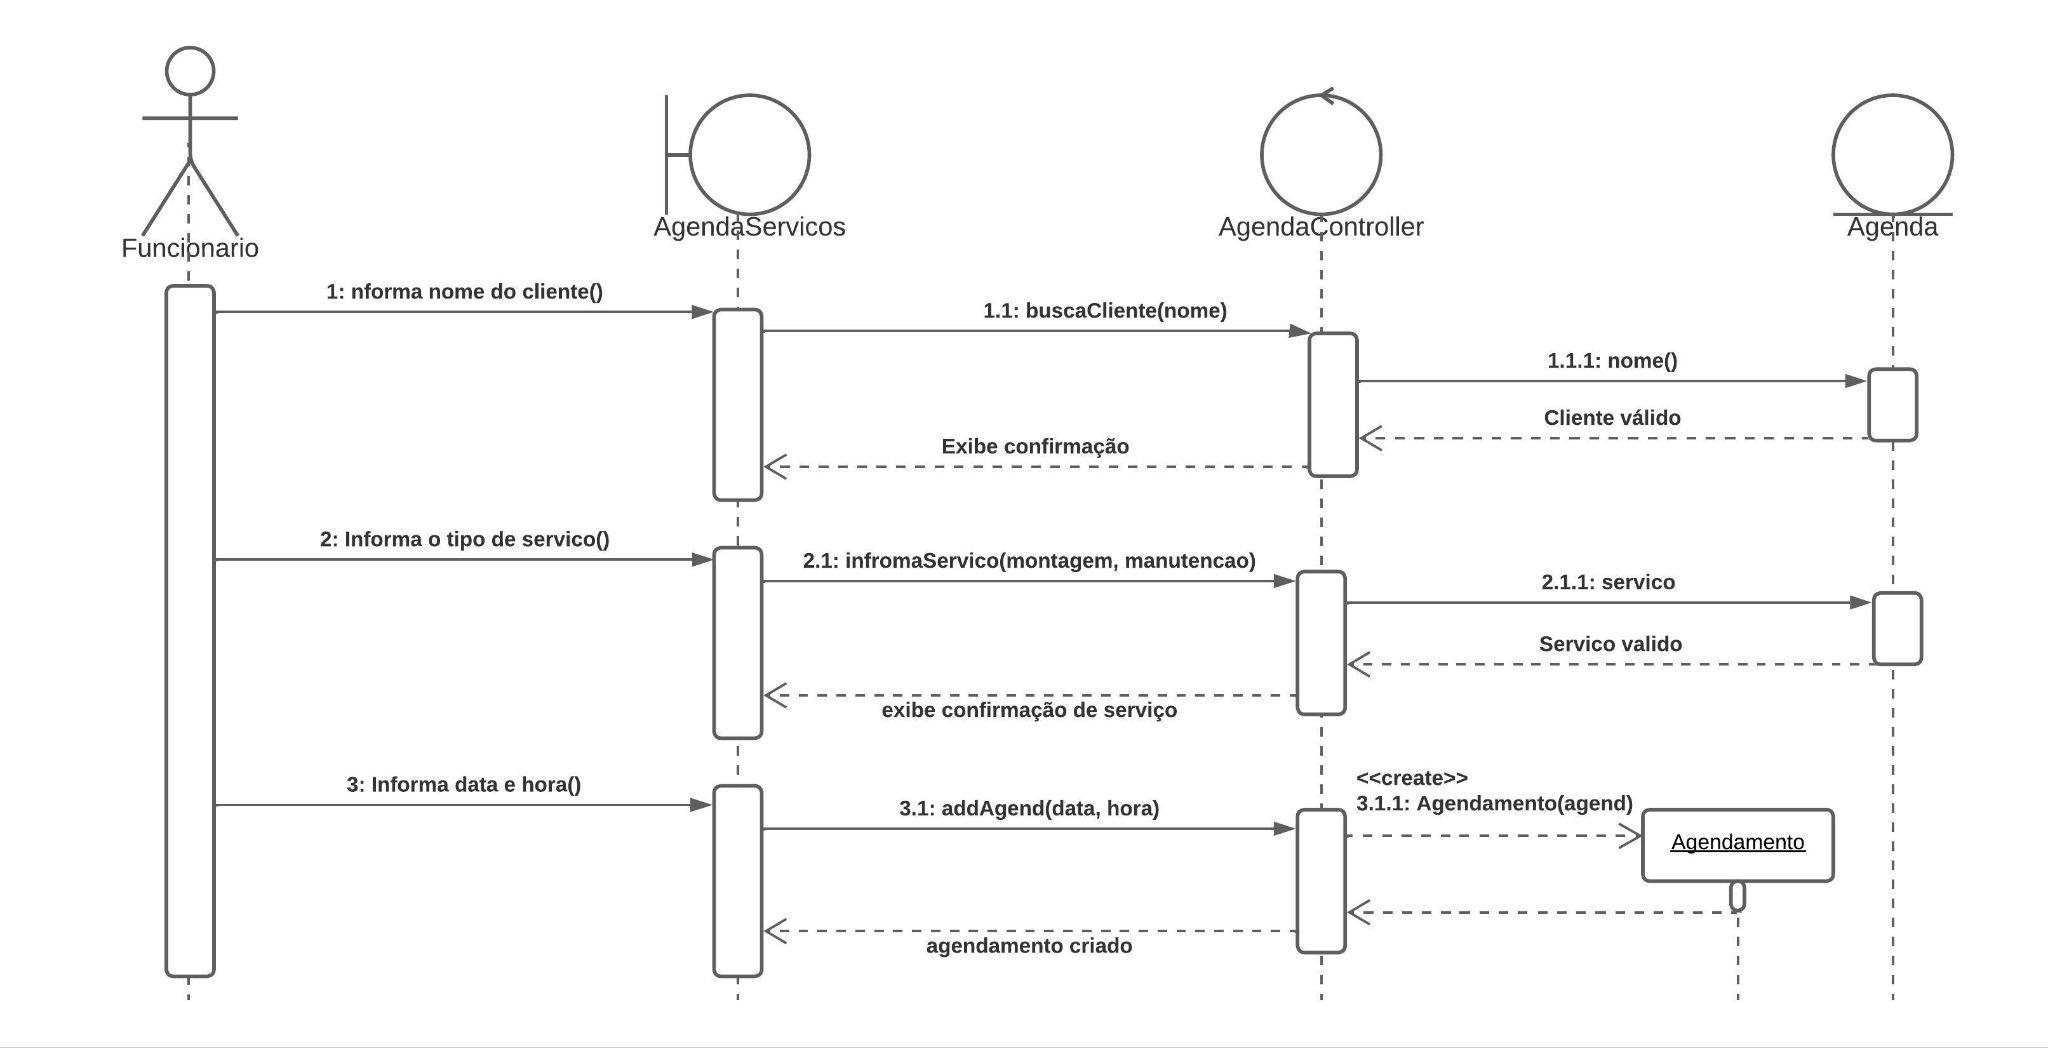 Funcionario
AgendaServicos
AgendaController
Agenda
1: nforma nome do cliente()
1.1: buscaCliente(nome)
1.1.1: nome()
Cliente válido
Exibe confirmação
2: Informa o tipo de servico()
2.1: infromaServico(montagem, manutencao)
2.1.1: servico
Servico valido
exibe confirmação de serviço
3: Informa data e hora()
3.1: addAgend(data, hora)
<<create>>
3.1.1: Agendamento(agend)
Agendamento
agendamento criado